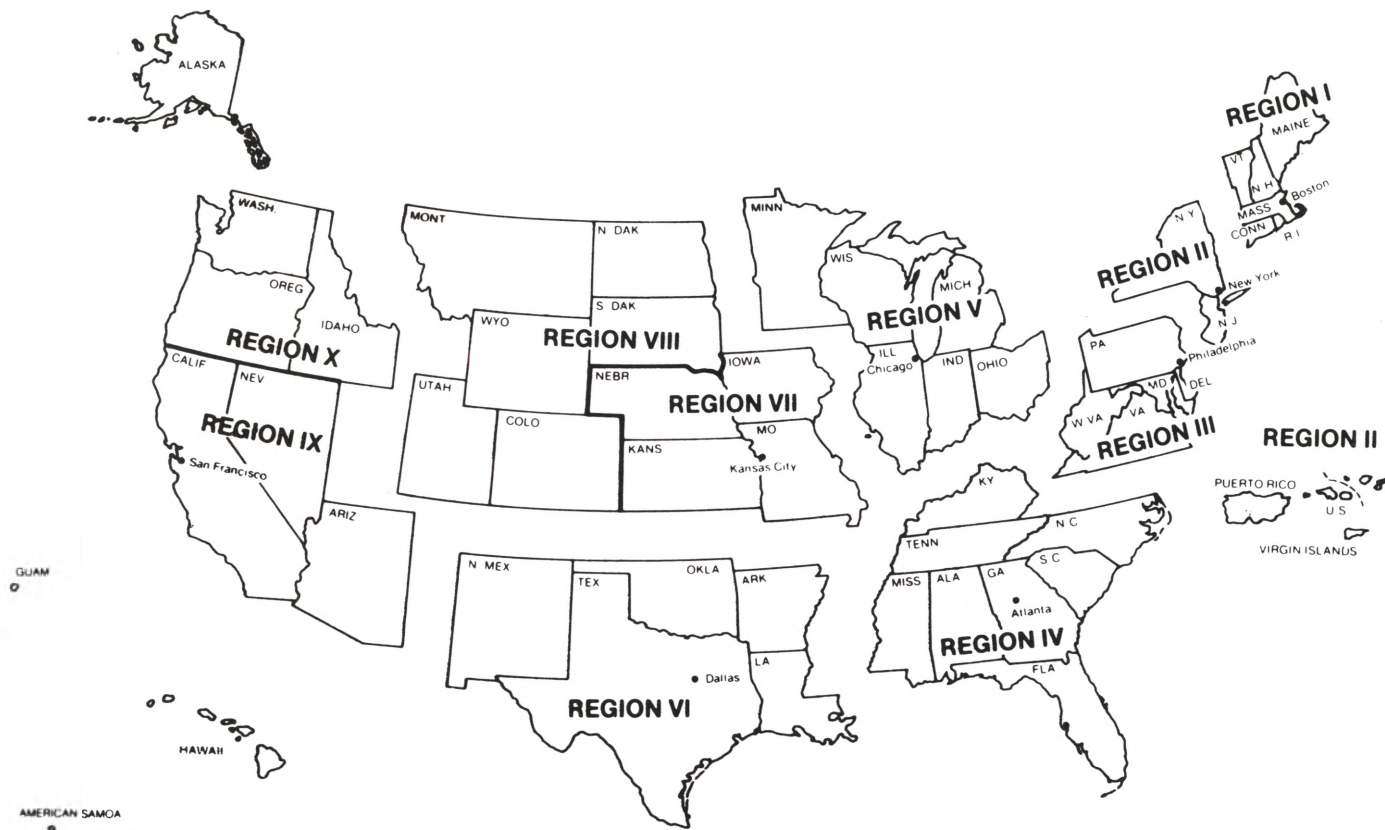 ALASKA
REGION I
MAINE
VT
N H
Boston
MASS
CONN
R I
WASH.
MONT
N DAK
MINN
N Y
WIS
REGION II
MICH
New York
OREG
S DAK
IDAHO
WYO
REGION V
N J
REGION X
REGION VIII
PA
CALIF
NEV
UTAH
NEBR
IOWA
ILL
Chicago
IND
OHIO
Philadelphia
MD
DEL
REGION VII
REGION IX
COLO
MO
W VA
VA
REGION III
REGION II
KANS
San Francisco
Kansas City
KY
PUERTO RICO
U S
VIRGIN ISLANDS
ARIZ
N C
TENN
S C
GUAM
N MEX
TEX
OKLA
ARK
MISS
ALA
GA
Atlanta
REGION IV
LA
FLA
Dallas
REGION VI
HAWAII
AMERICAN SAMOA